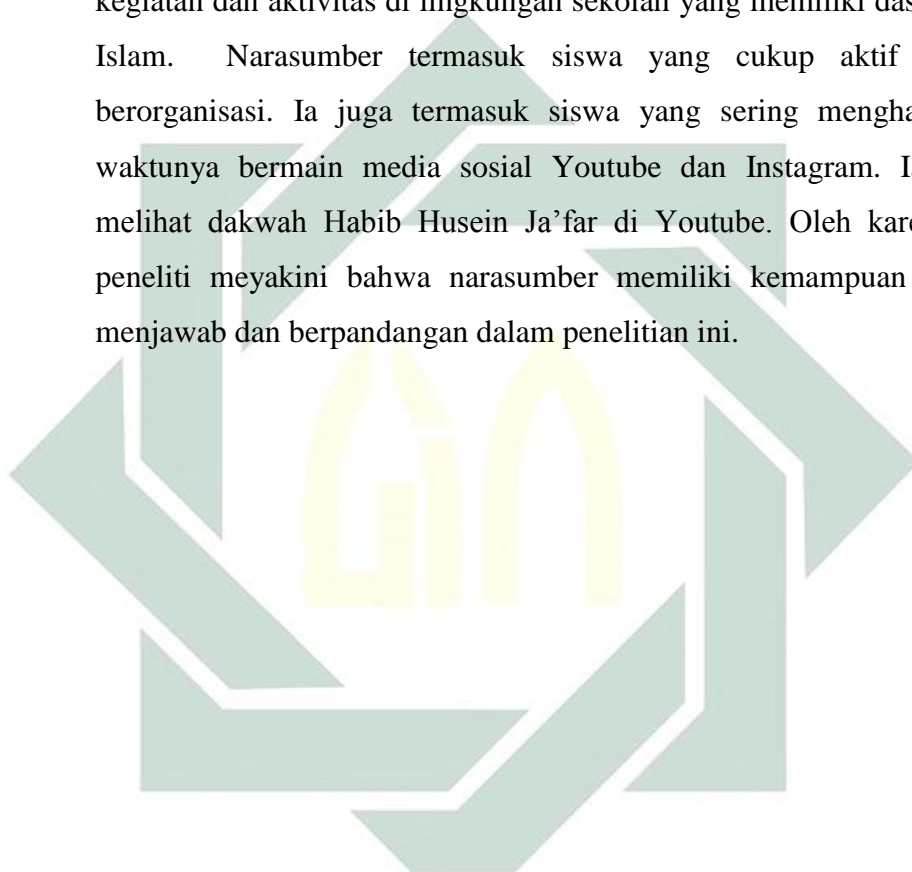 kegiatan dan aktivitas di lingkungan sekolah yang memiliki das
Islam. Narasumber termasuk siswa yang cukup aktif
berorganisasi. Ia juga termasuk siswa yang sering mengha
waktunya bermain media sosial Youtube dan Instagram. I
melihat dakwah Habib Husein Ja’far di Youtube. Oleh kar
peneliti meyakini bahwa narasumber memiliki kemampuan
menjawab dan berpandangan dalam penelitian ini.